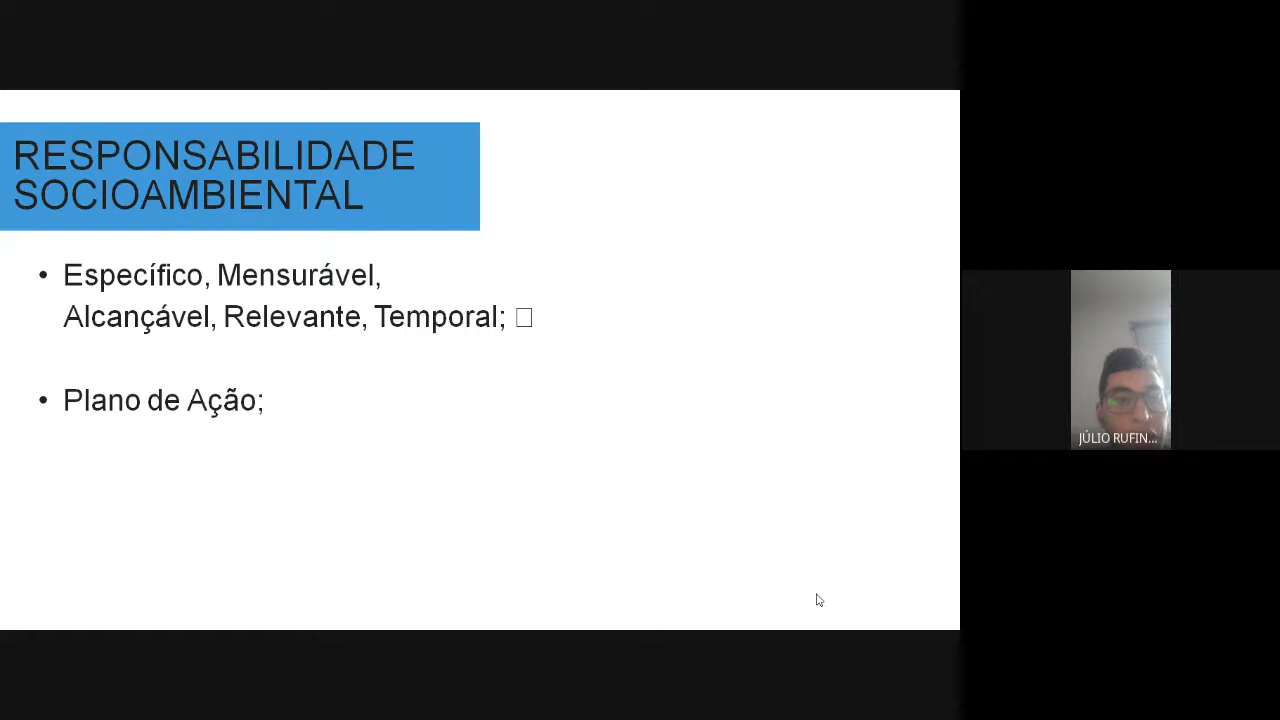 RESPONSABILIDADE
SOCIOAMBIENTAL
• Específico, Mensurável,
Alcançável, Relevante, Temporal; □
• Plano de Ação;
JÚLIO RUFIN...